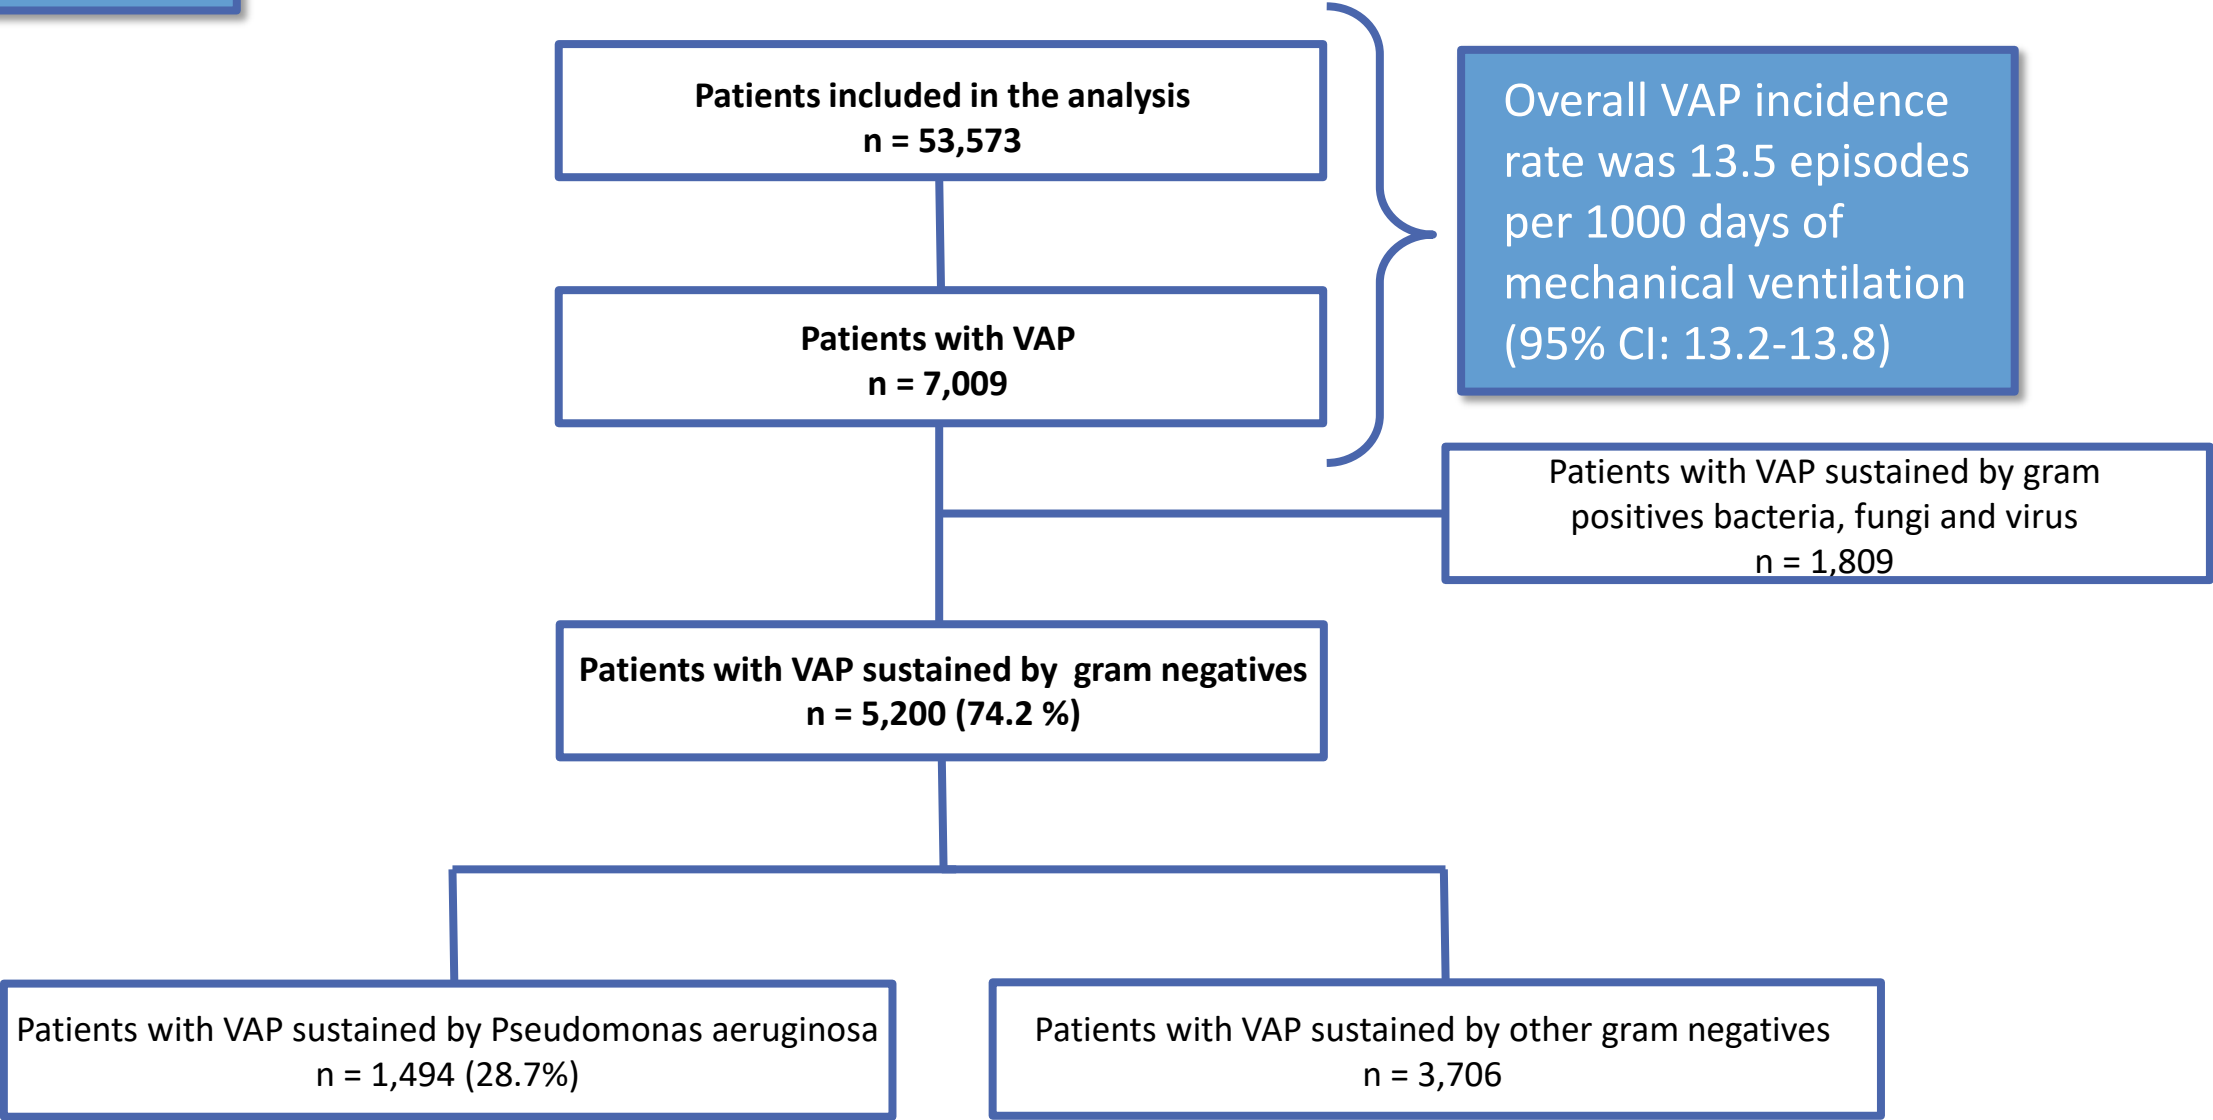 Patients included in the analysis
n = 53,573
Overall VAP incidence
rate was 13.5 episodes
per 1000 days of
mechanical ventilation
(95% CI: 13.2-13.8)
Patients with VAP
n = 7,009
Patients with VAP sustained by gram
positives bacteria, fungi and virus
n = 1,809
Patients with VAP sustained by gram negatives
n = 5,200 (74.2 %)
Patients with VAP sustained by Pseudomonas aeruginosa
n = 1,494 (28.7%)
Patients with VAP sustained by other gram negatives
n = 3,706